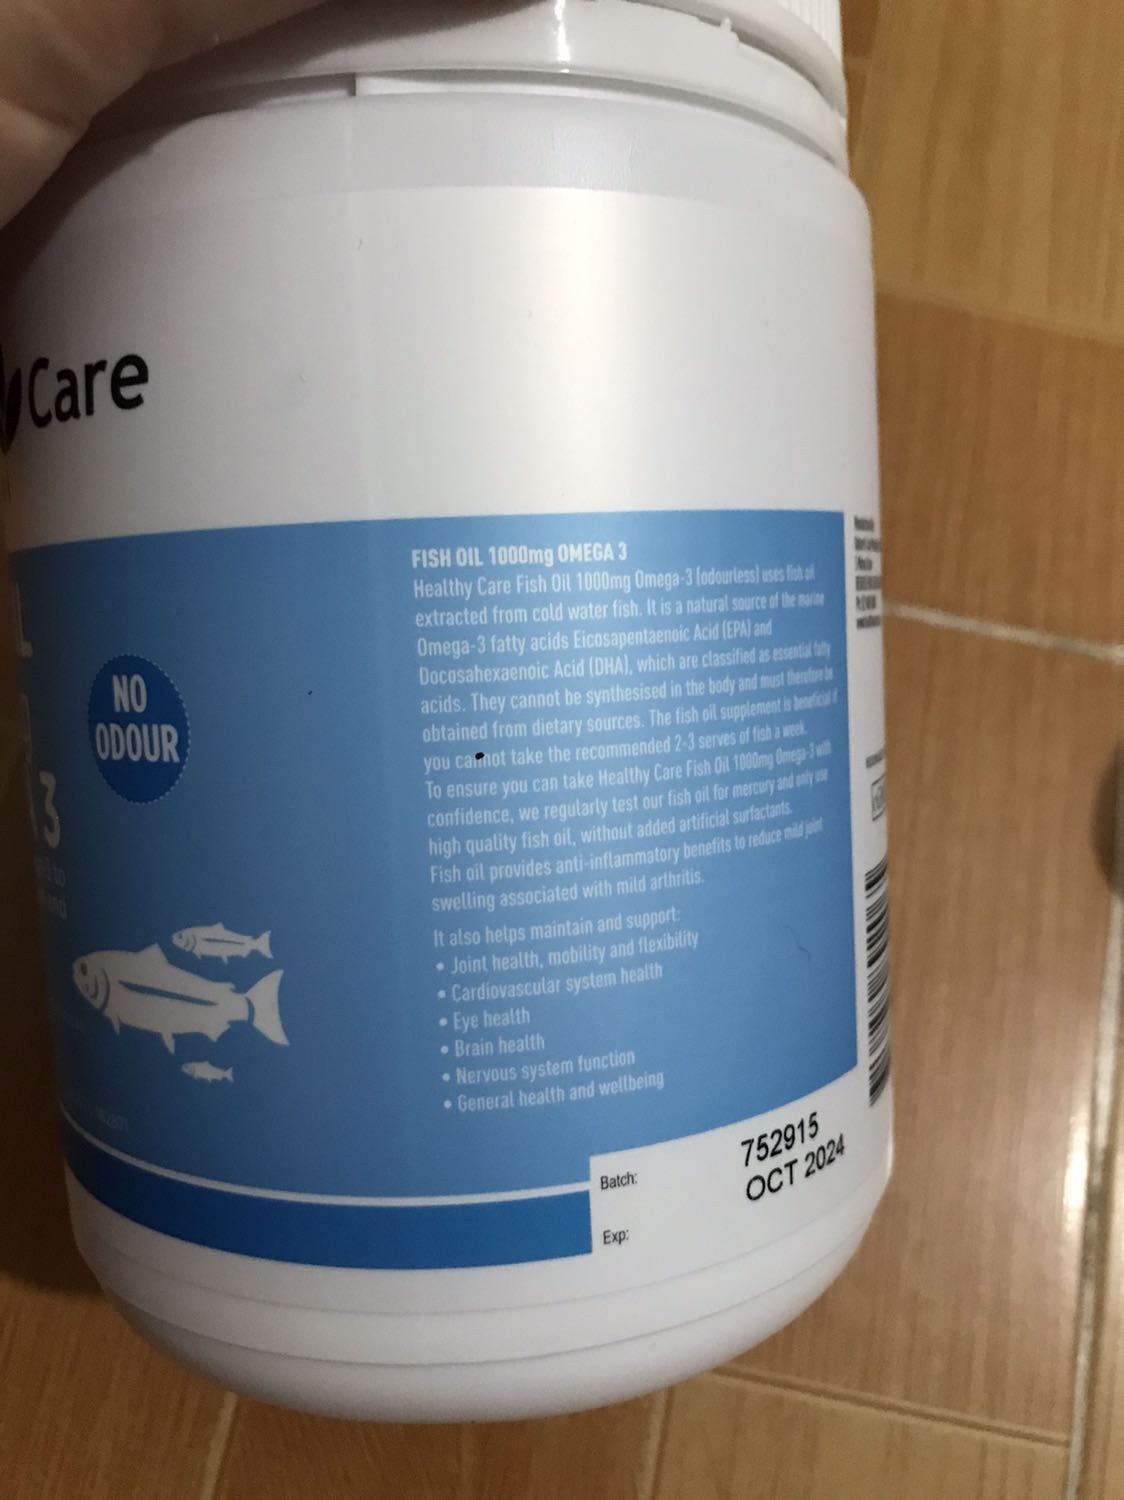 Care
L
3
NO
ODOUR
FISH OIL 1000mg OMEGA 3
Healthy Care Fish Oil 1000mg Omega-3 (odourless) uses fish oil
extracted from cold water fish. It is a natural source of the marine
Omega-3 fatty acids Eicosapentaenoic Acid (EPA) and
Docosahexaenoic Acid (DHA), which are classified as essential fatty
acids. They cannot be synthesised in the body and must therefore be
obtained from dietary sources. The fish oil supplement is beneficial if
you cannot take the recommended 2-3 serves of fish a week.
To ensure you can take Healthy Care Fish Oil 1000mg Omega-3 with
confidence, we regularly test our fish oil for mercury and only use
high quality fish oil, without added artificial surfactants.
Fish oil provides anti-inflammatory benefits to reduce mild joint
swelling associated with mild arthritis.
It also helps maintain and support:
• Joint health, mobility and flexibility
• Cardiovascular system health
• Eye health
• Brain health
• Nervous system function
• General health and wellbeing
Batch: 752915
OCT 2024
Exp: